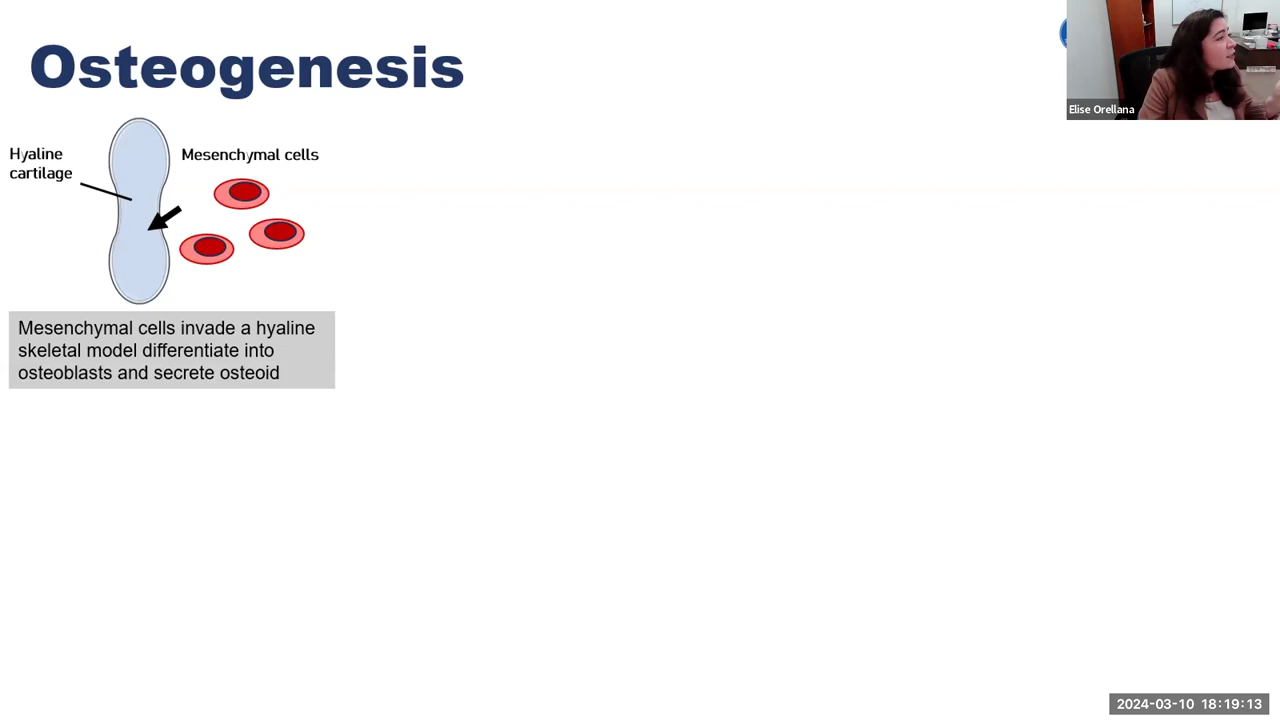 Osteogenesis
Elise Orellana
Hyaline
cartilage
Mesenchymal cells
Mesenchymal cells invade a hyaline
skeletal model differentiate into
osteoblasts and secrete osteoid
2024-03-10 18:19:13